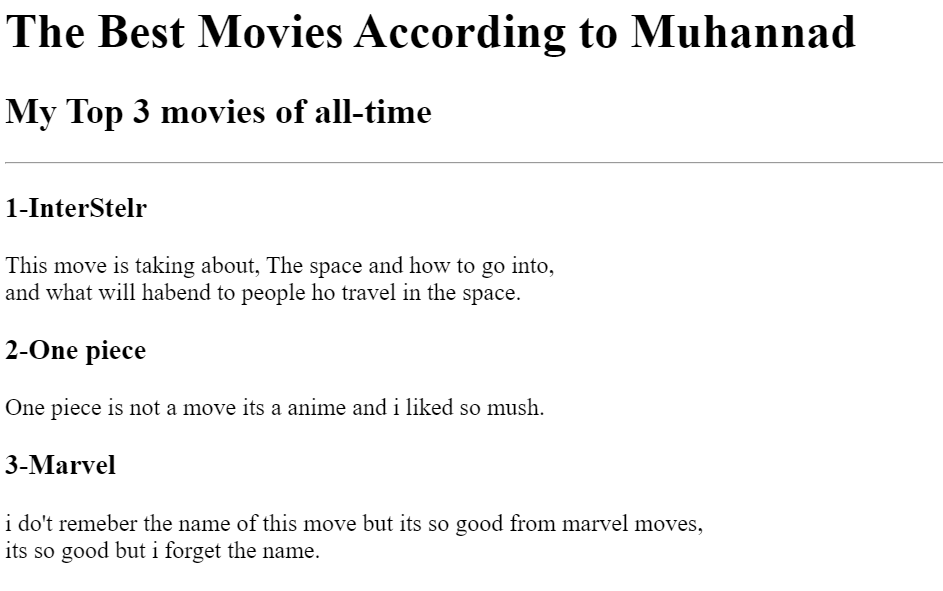 The Best Movies According to Muhannad
My Top 3 movies of all-time
1-InterStelr
This move is taking about, The space and how to go into,
and what will habend to people ho travel in the space.
2-One piece
One piece is not a move its a anime and i liked so mush.
3-Marvel
i do't remeber the name of this move but its so good from marvel moves,
its so good but i forget the name.